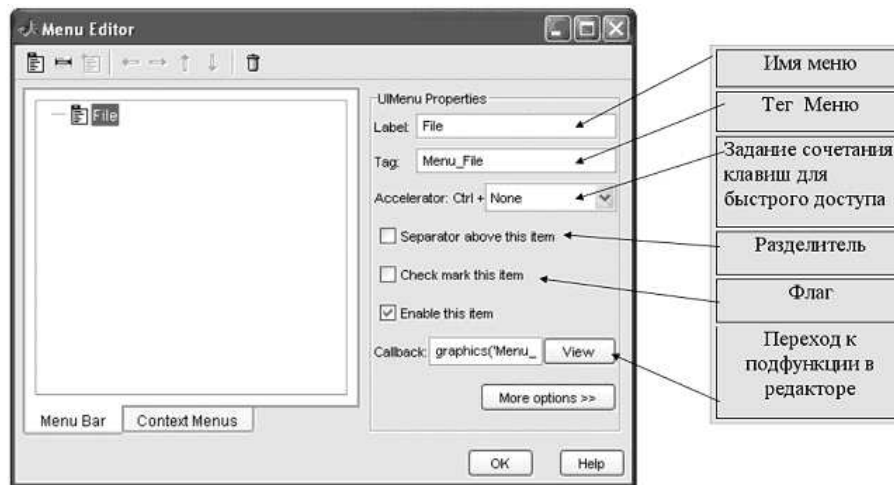 Menu Editor
File
UIMenu Properties
Label: File
Tag: Menu_File
Accelerator: Ctrl + None
Separator above this item
Check mark this item
Enable this item
Callback: graphics('Menu_ View
More options >>
Menu Bar Context Menus
OK Help
Имя меню
Тег Меню
Задание сочетания
клавиш для
быстрого доступа
Разделитель
Флаг
Переход к
подфункции в
редакторе